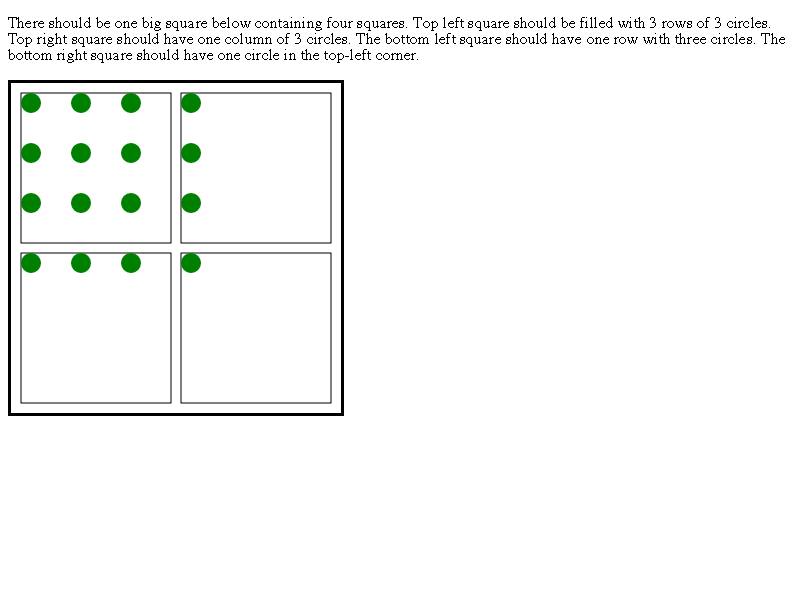 There should be one big square below containing four squares. Top left square should be filled with 3 rows of 3 circles.
Top right square should have one column of 3 circles. The bottom left square should have one row with three circles. The
bottom right square should have one circle in the top-left corner.